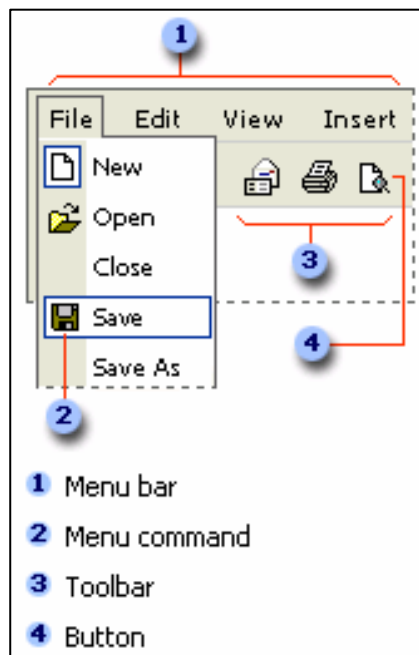 1
File Edit View Insert
New
Open
3
Close
Save
4
Save As
2
1 Menu bar
2 Menu command
3 Toolbar
4 Button